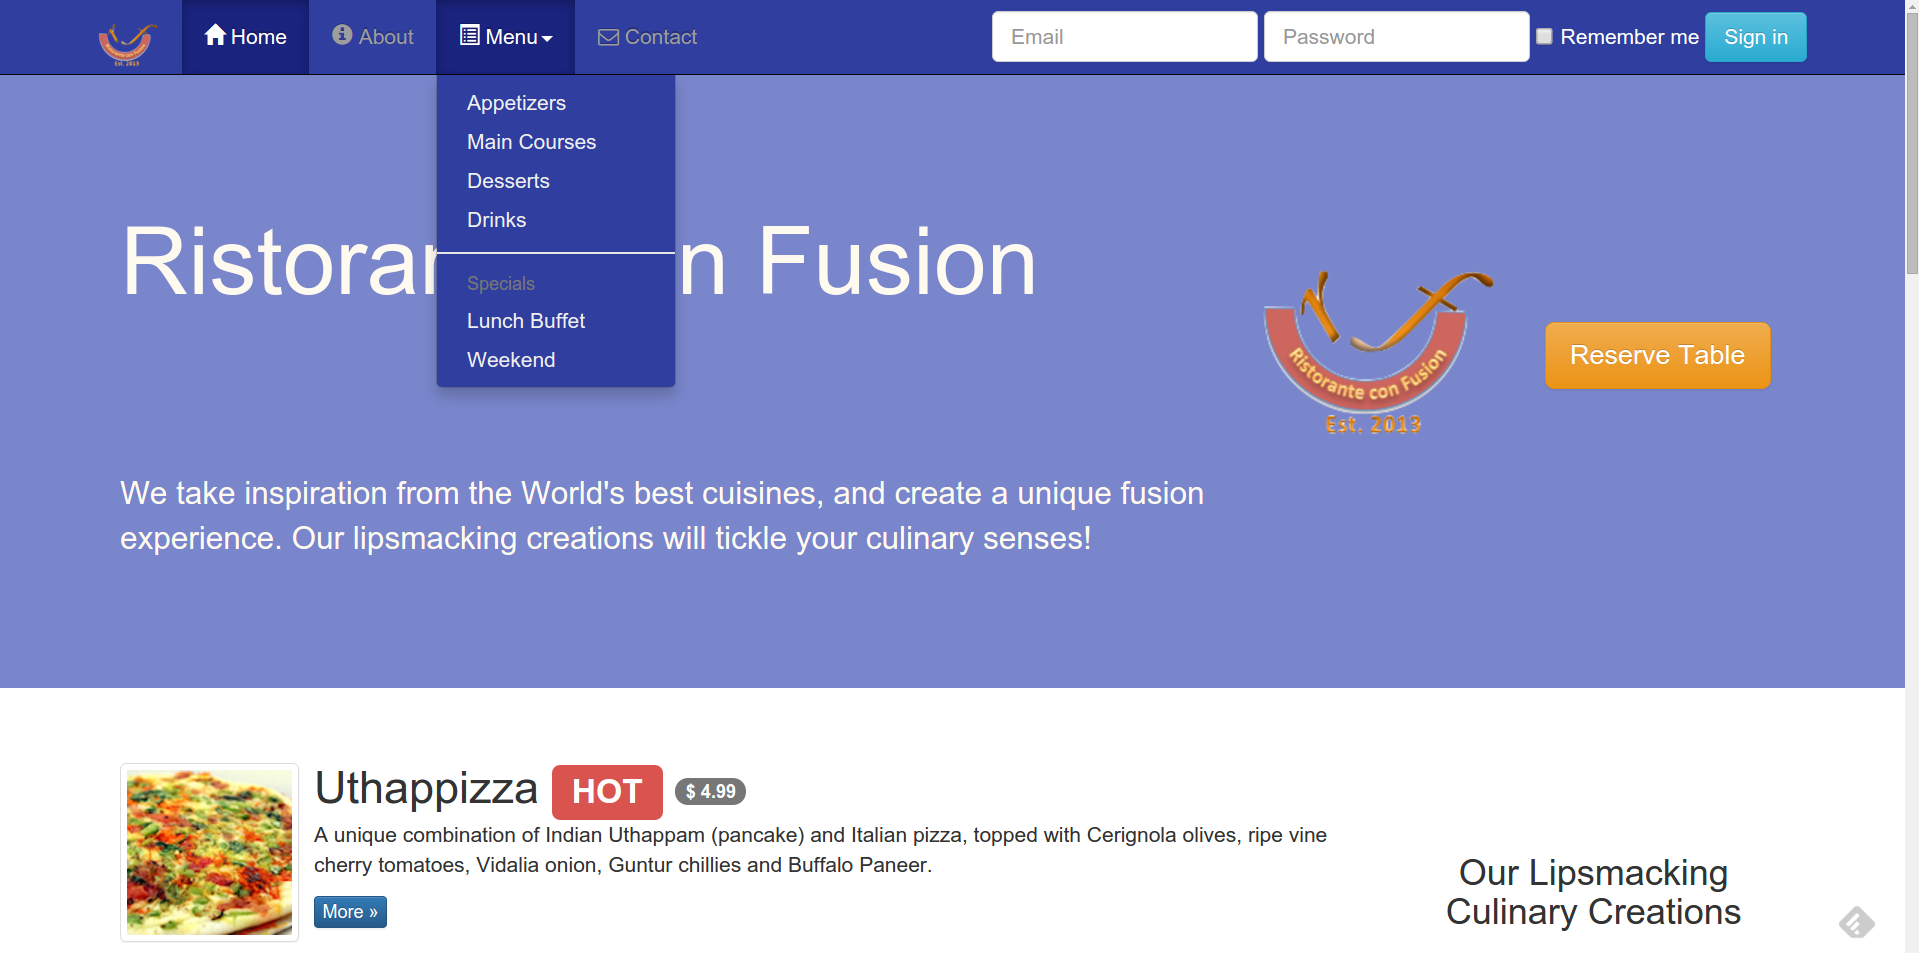 Est. 2013
Home
About
Menu
Contact
Email
Password
Remember me
Sign in
Appetizers
Main Courses
Desserts
Drinks
Specials
Lunch Buffet
Weekend
Ristoran n Fusion
Ristorante con Fusion
Est. 2013
Reserve Table
We take inspiration from the World's best cuisines, and create a unique fusion
experience. Our lipsmacking creations will tickle your culinary senses!
Uthappizza HOT $ 4.99
A unique combination of Indian Uthappam (pancake) and Italian pizza, topped with Cerignola olives, ripe vine
cherry tomatoes, Vidalia onion, Guntur chillies and Buffalo Paneer.
More »
Our Lipsmacking
Culinary Creations